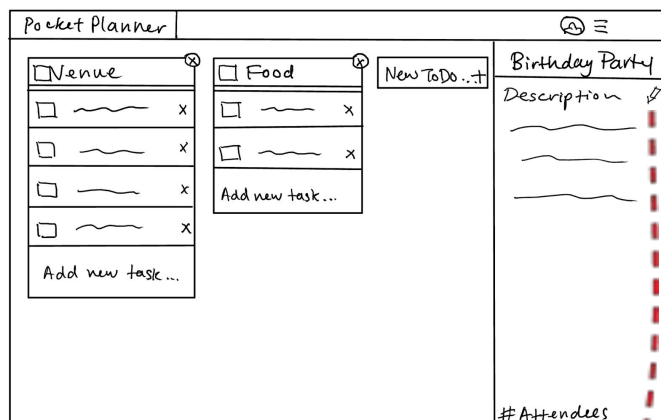 Pocket Planner
Venue
Add new task...
Food
Add new task...
New ToDo..+
Birthday Party
Description
#Attendees